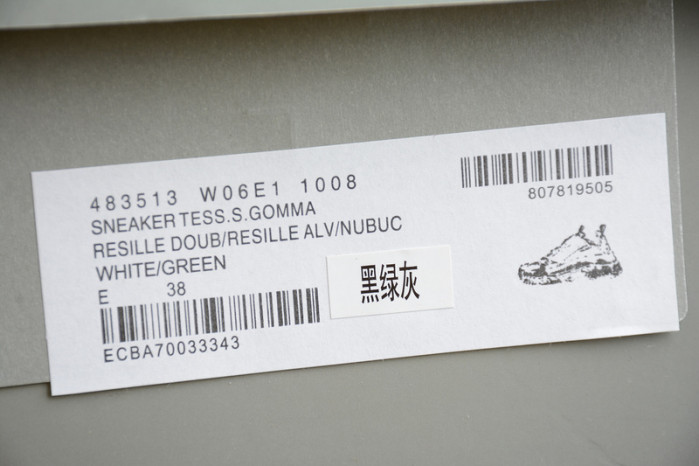 483513 W06E1 1008
807819505
SNEAKER TESS.S.GOMMA
RESILLE DOUB/RESILLE ALV/NUBUC
WHITE/GREEN
E 38
黑绿灰
ECBA70033343